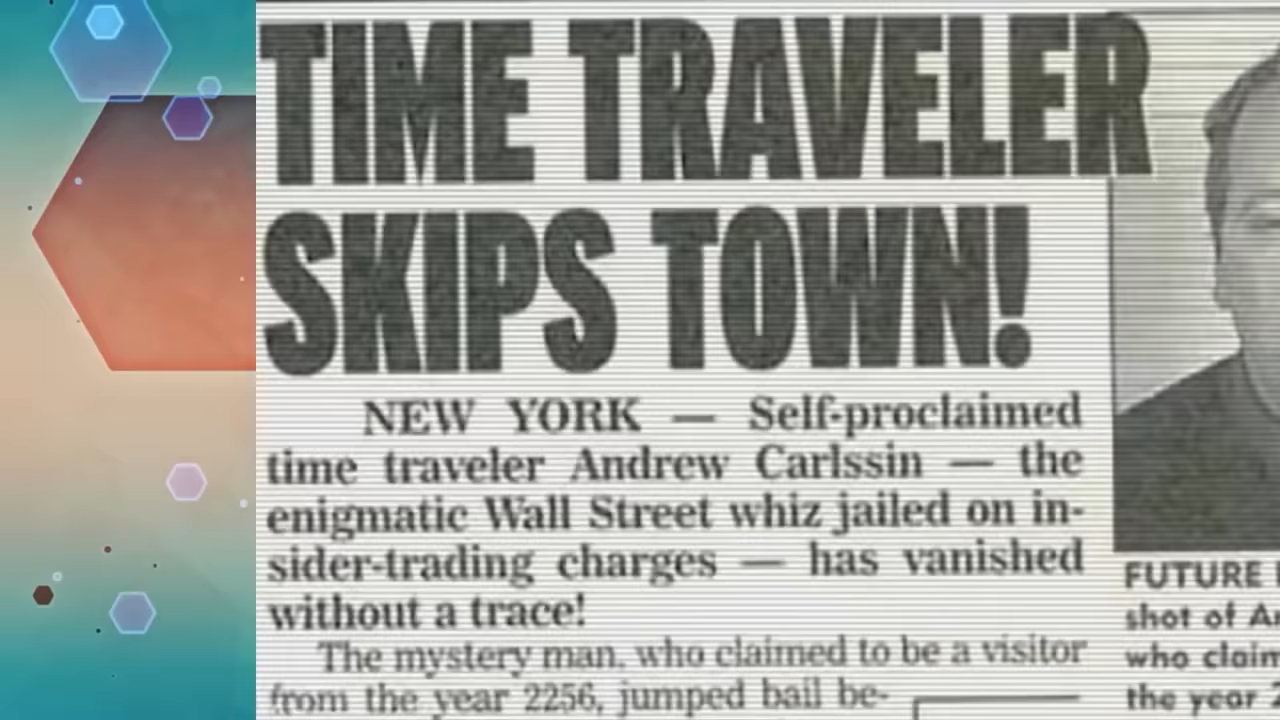 TIME TRAVELER
SKIPS TOWN!
NEW YORK — Self-proclaimed
time traveler Andrew Carlssin — the
enigmatic Wall Street whiz jailed on in-
sider-trading charges — has vanished
without a trace!
The mystery man, who claimed to be a visitor
from the year 2256, jumped bail be-
FUTURE
shot of
who claim
the year